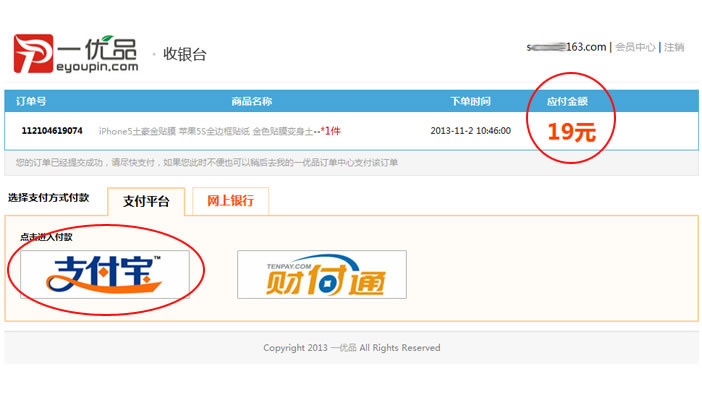 一优品
eyoupin.com
收银台
163.com | 会员中心 | 注销
订单号 商品名称 下单时间 应付金额
112104619074 iPhone5土豪金贴膜 苹果5S全边框贴纸 金色贴膜变身土--*1件 2013-11-2 10:46:00 19元
您的订单已经提交成功，请尽快支付，如果您此时不便也可以稍后去我的一优品订单中心支付该订单
选择支付方式付款 支付平台 网上银行
点击进入付款
支付宝™
TENPAY.COM
财付通
Copyright 2013 一优品 All Rights Reserved